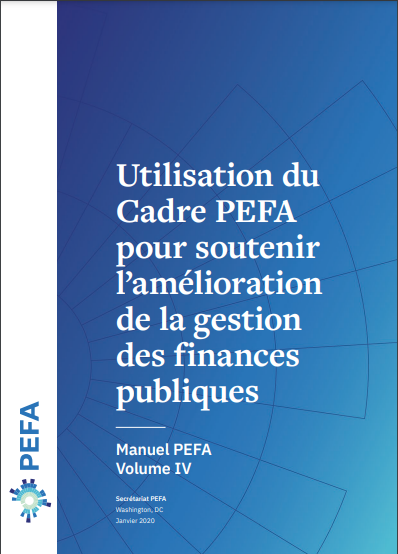 Utilisation du
Cadre PEFA
pour soutenir
l’amélioration
de la gestion
des finances
publiques
Manuel PEFA
Volume IV
Secrétariat PEFA
Washington, DC
Janvier 2020
PEFA